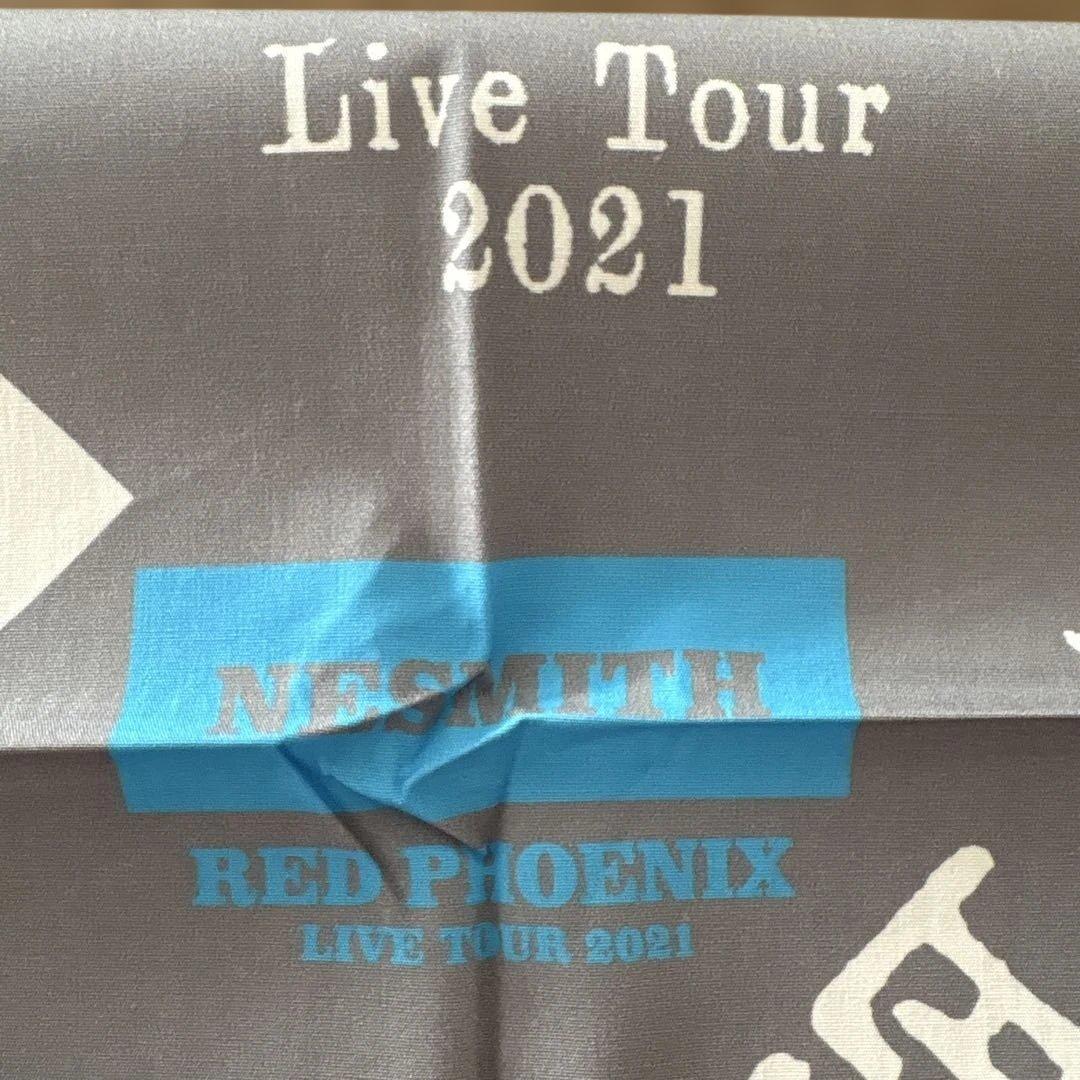 Live Tour
2021
NESMITH
RED PHOENIX
LIVE TOUR 2021